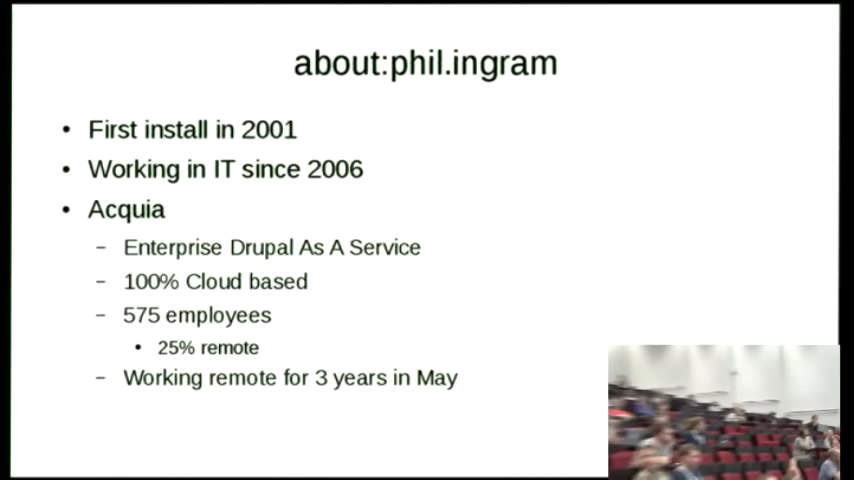 about:phil.ingram
• First install in 2001
• Working in IT since 2006
• Acquia
– Enterprise Drupal As A Service
– 100% Cloud based
– 575 employees
• 25% remote
– Working remote for 3 years in May